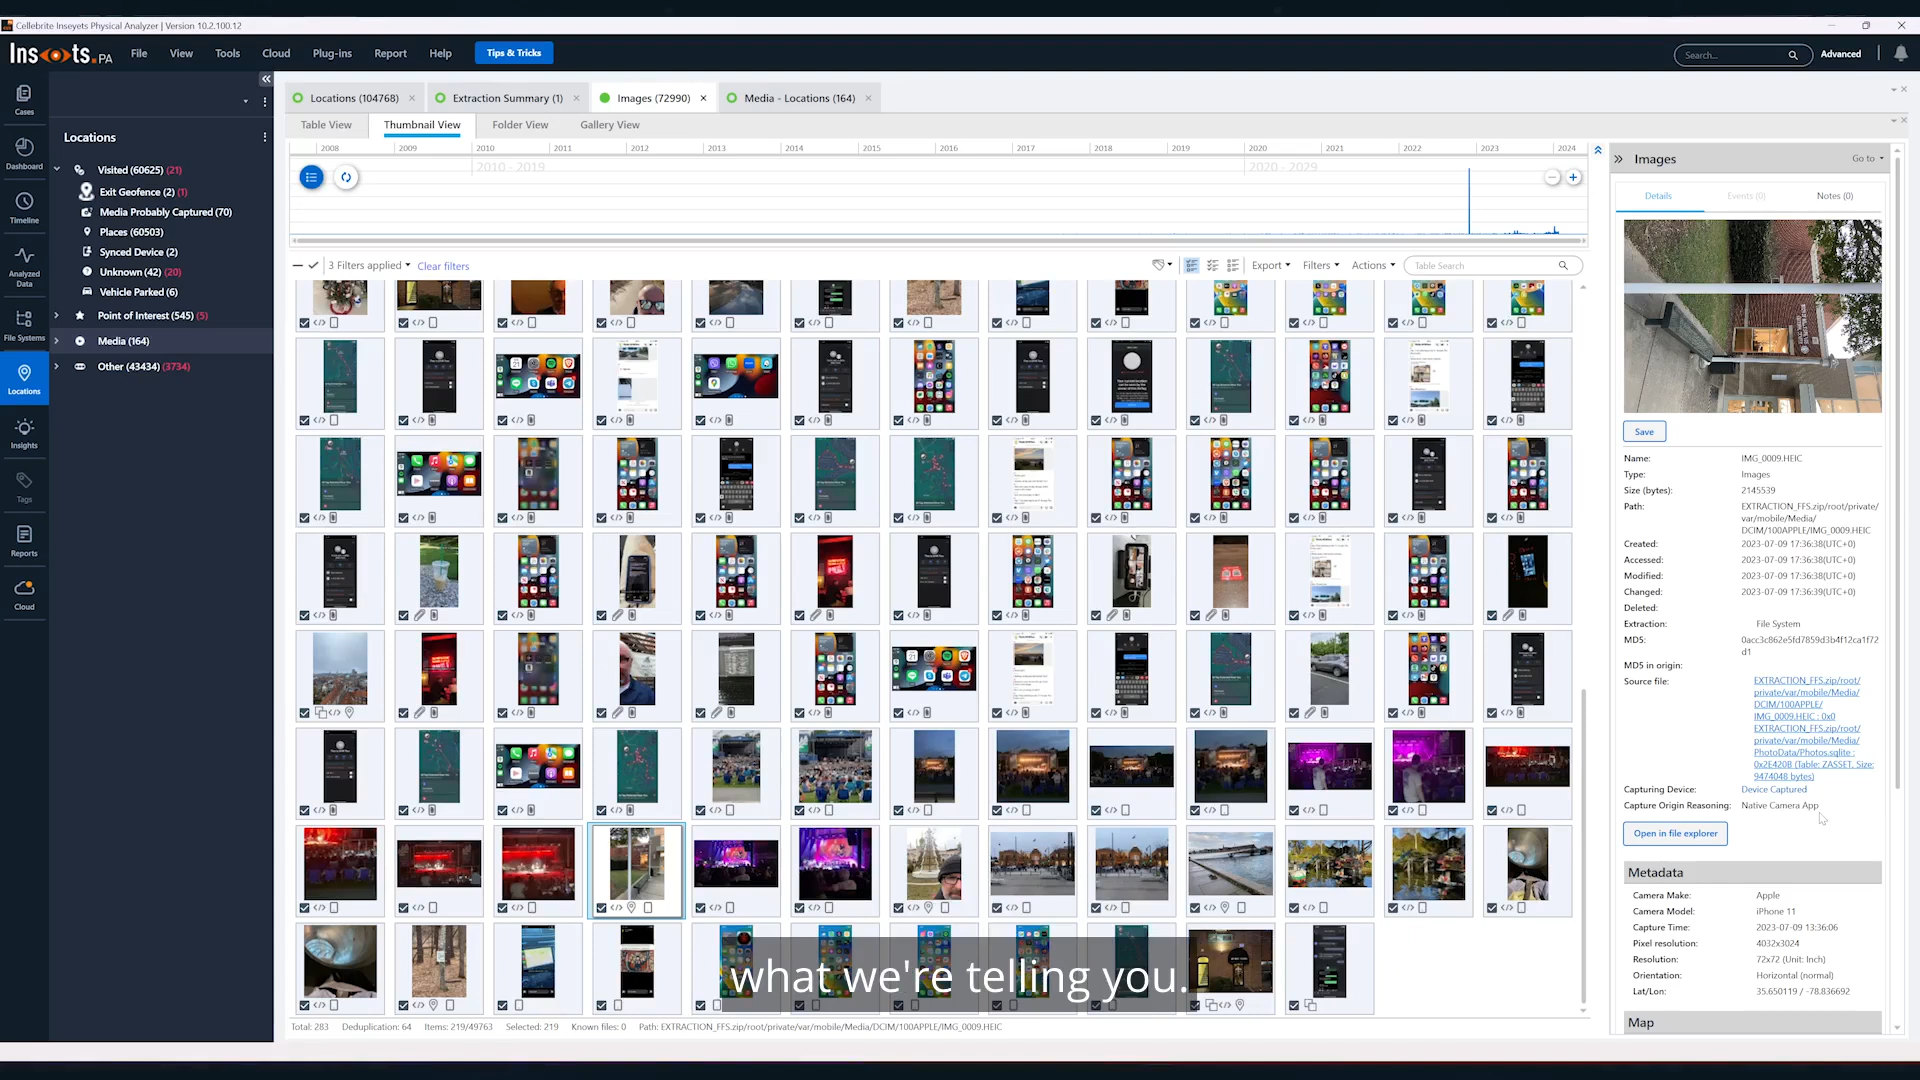 Cellebrite Inseyets Physical Analyzer | Version 10.2.100.12
Ins ts.PA File View Tools Cloud Plug-ins Report Help Tips & Tricks Search... Advanced
Cases
Dashboard
Timeline
Analyzed Data
File Systems
Locations
Insights
Tags
Reports
Cloud
Locations
Visited (60625) (21)
Exit Geofence (2) (1)
Media Probably Captured (70)
Places (60503)
Synced Device (2)
Unknown (42) (20)
Vehicle Parked (6)
Point of Interest (545) (5)
Media (164)
Other (43434) (3734)
Locations (104768) Extraction Summary (1) Images (72990) Media - Locations (164)
Table View Thumbnail View Folder View Gallery View
2008 2009 2010 2011 2012 2013 2014 2015 2016 2017 2018 2019 2020 2021 2022 2023 2024
2010 - 2019 2020 - 2029
3 Filters applied Clear filters Export Filters Actions Table Search
what we're telling you.
Total: 283 Deduplication: 64 Items: 219/49763 Selected: 219 Known files: 0 Path: EXTRACTION_FFS.zip/root/private/var/mobile/Media/DCIM/100APPLE/IMG_0009.HEIC
Images Go to
Details Events (0) Notes (0)
Save
Name: IMG_0009.HEIC
Type: Images
Size (bytes): 2145539
Path: EXTRACTION_FFS.zip/root/private/
var/mobile/Media/
DCIM/100APPLE/IMG_0009.HEIC
Created: 2023-07-09 17:36:38(UTC+0)
Accessed: 2023-07-09 17:36:38(UTC+0)
Modified: 2023-07-09 17:36:38(UTC+0)
Changed: 2023-07-09 17:36:39(UTC+0)
Deleted:
Extraction: File System
MD5: 0acc3c862e5fd7859d3b4f12ca1f72
d1
MD5 in origin:
Source file: EXTRACTION_FFS.zip/root/
private/var/mobile/Media/
DCIM/100APPLE/
IMG_0009.HEIC : 0x0
EXTRACTION_FFS.zip/root/
private/var/mobile/Media/
PhotoData/Photos.sqlite :
0x2E420B (Table: ZASSET, Size:
9474048 bytes)
Capturing Device: Device Captured
Capture Origin Reasoning: Native Camera App
Open in file explorer
Metadata
Camera Make: Apple
Camera Model: iPhone 11
Capture Time: 2023-07-09 13:36:06
Pixel resolution: 4032x3024
Resolution: 72x72 (Unit: Inch)
Orientation: Horizontal (normal)
Lat/Lon: 35.650119 / -78.836692
Map